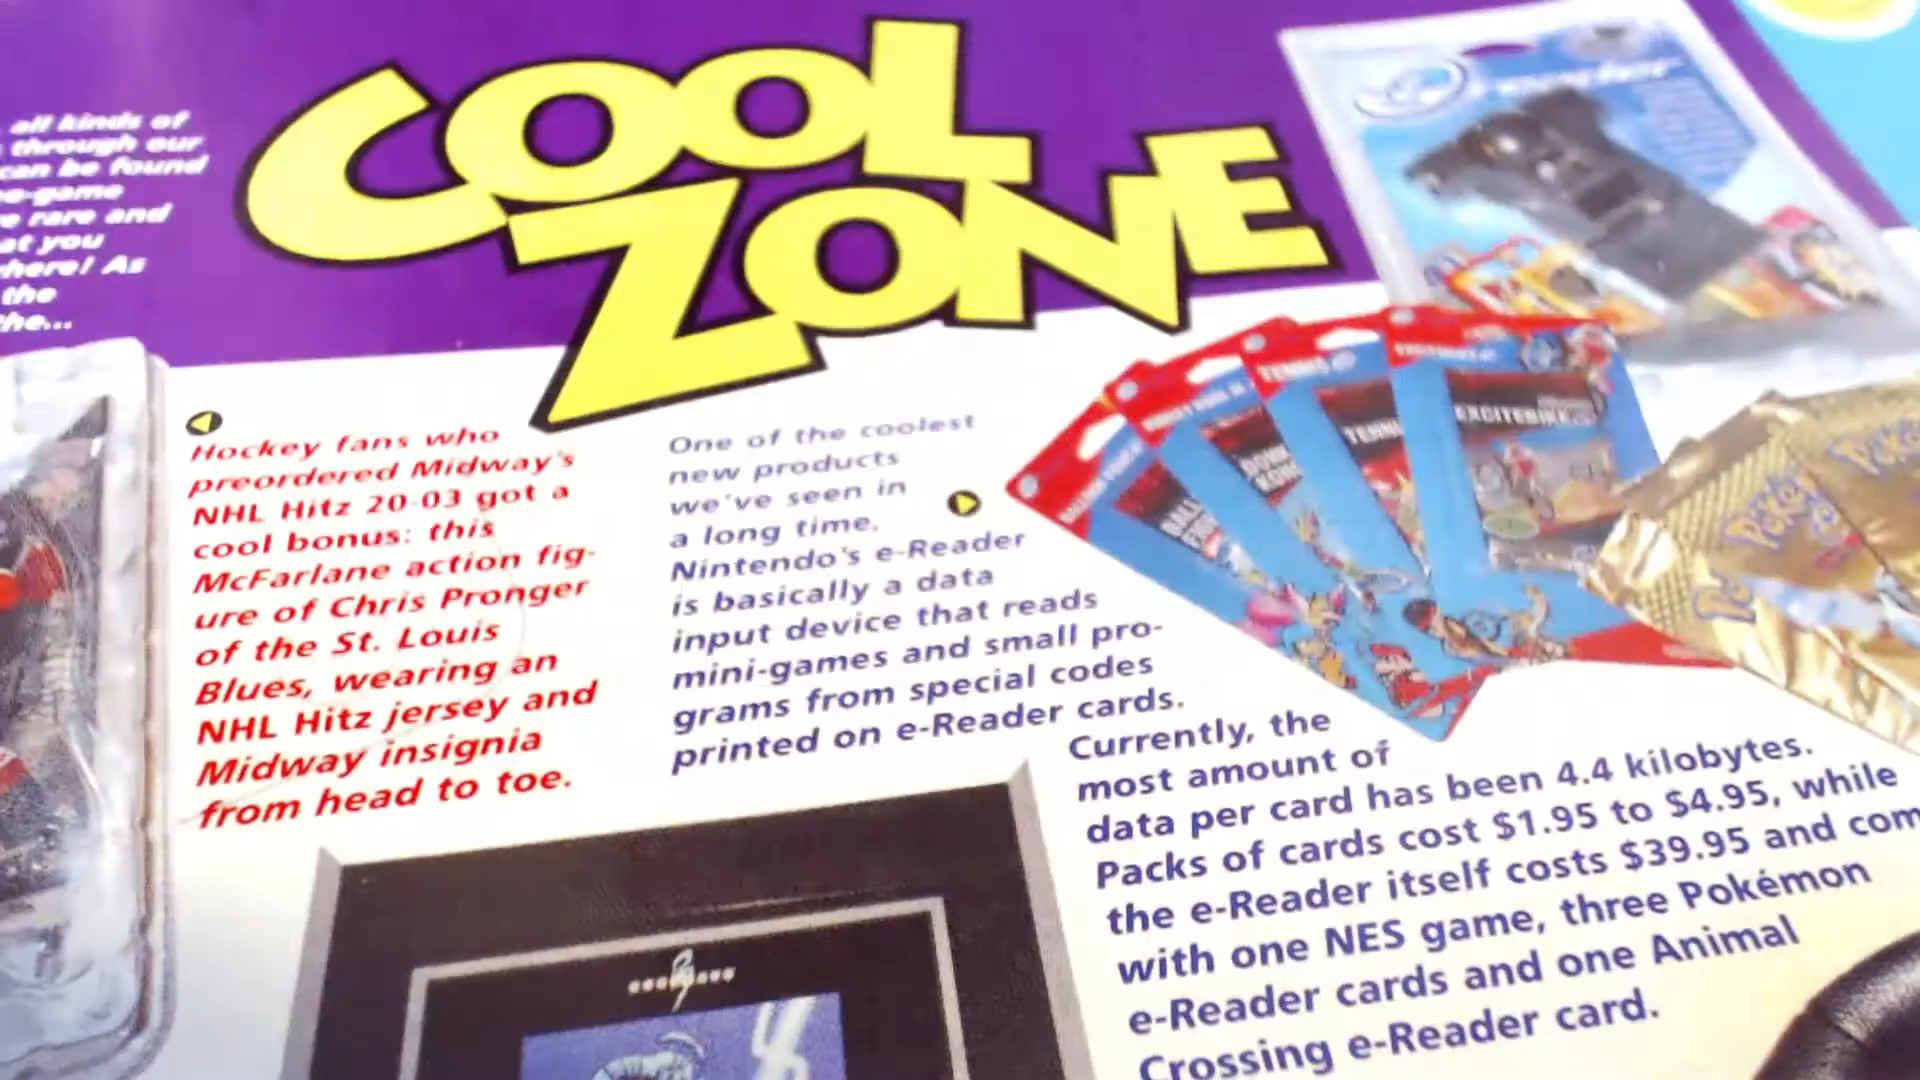 COOL
ZONE
all kinds of
through our
can be found
o-game
e rare and
at you
where! As
the
the...
Hockey fans who
preordered Midway's
NHL Hitz 20-03 got a
cool bonus: this
McFarlane action fig-
ure of Chris Pronger
of the St. Louis
Blues, wearing an
NHL Hitz jersey and
Midway insignia
from head to toe.
One of the coolest
new products
we've seen in
a long time,
Nintendo's e-Reader
is basically a data
input device that reads
mini-games and small pro-
grams from special codes
printed on e-Reader cards.
Currently, the
most amount of
data per card has been 4.4 kilobytes.
Packs of cards cost $1.95 to $4.95, while
the e-Reader itself costs $39.95 and com
with one NES game, three Pokémon
e-Reader cards and one Animal
Crossing e-Reader card.
TENNIS
EXCITEBIKE